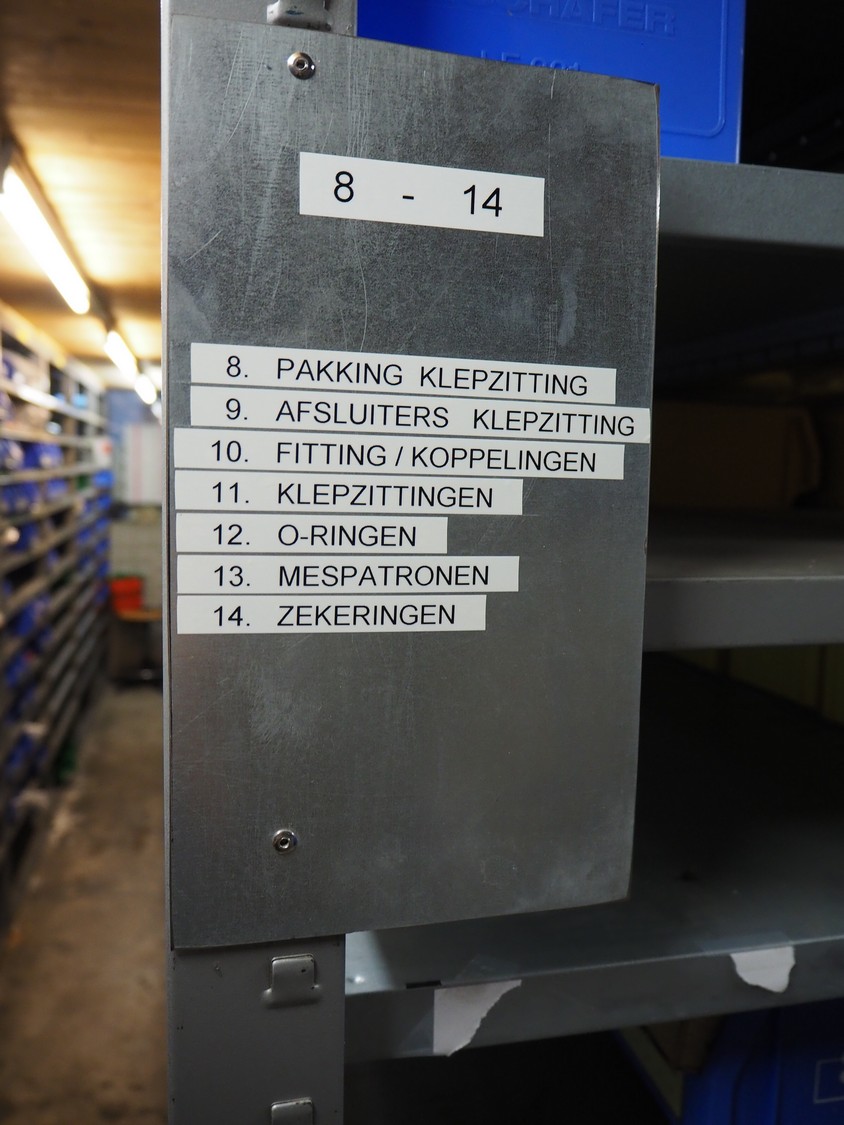 SCHÄFER
8 - 14
8. PAKKING KLEPZITTING
9. AFSLUITERS KLEPZITTING
10. FITTING / KOPPELINGEN
11. KLEPZITTINGEN
12. O-RINGEN
13. MESPATRONEN
14. ZEKERINGEN